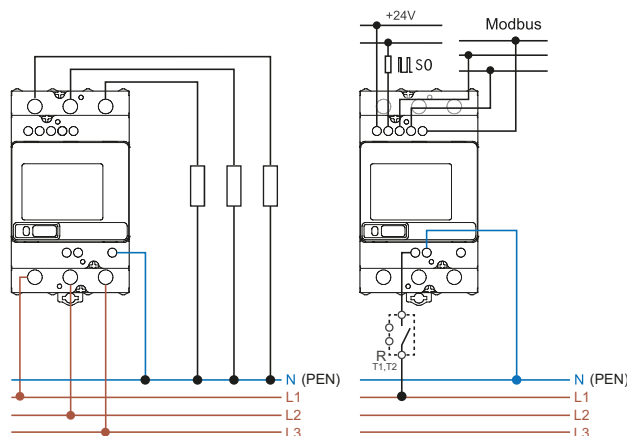 +24V
Modbus
S0
R
T1,T2
N (PEN)
L1
L2
L3
N (PEN)
L1
L2
L3